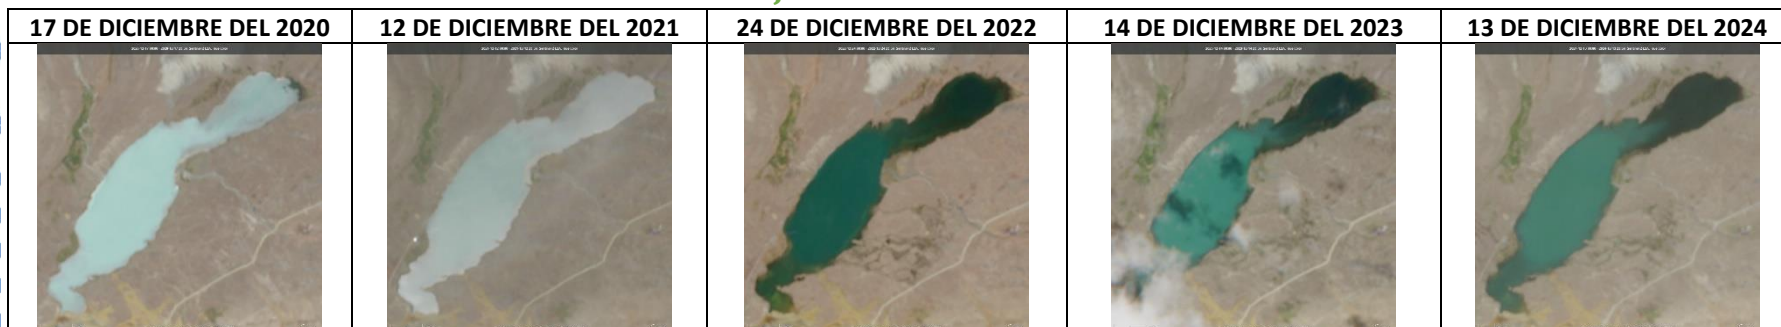 17 DE DICIEMBRE DEL 2020
12 DE DICIEMBRE DEL 2021
24 DE DICIEMBRE DEL 2022
14 DE DICIEMBRE DEL 2023
13 DE DICIEMBRE DEL 2024